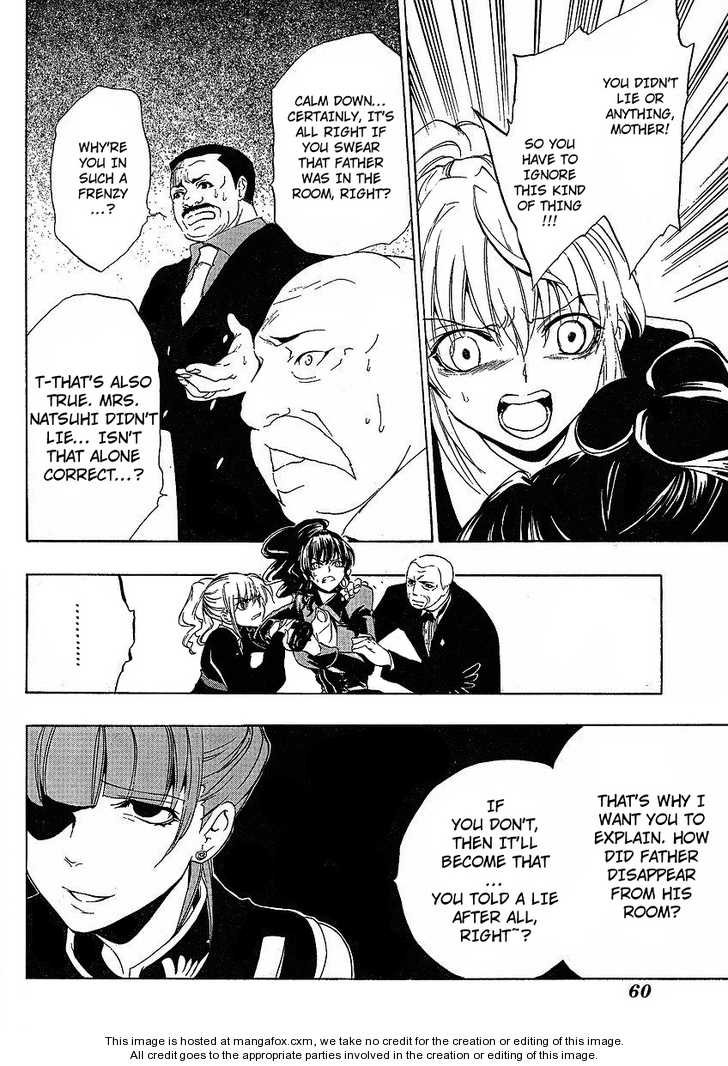 YOU DIDN'T
LIE OR
ANYTHING,
MOTHER!
SO YOU
HAVE TO
IGNORE
THIS KIND
OF THING
!!!
CALM DOWN...
CERTAINLY, IT'S
ALL RIGHT IF
YOU SWEAR
THAT FATHER
WAS IN THE
ROOM, RIGHT?
WHY'RE
YOU IN
SUCH A
FRENZY
...?
T-THAT'S ALSO
TRUE. MRS.
NATSUHI DIDN'T
LIE... ISN'T
THAT ALONE
CORRECT...?
.........
THAT'S WHY I
WANT YOU TO
EXPLAIN. HOW
DID FATHER
DISAPPEAR
FROM HIS
ROOM?
IF
YOU DON'T,
THEN IT'LL
BECOME THAT
...
YOU TOLD A LIE
AFTER ALL,
RIGHT~?
60
This image is hosted at mangafox.cxm, we take no credit for the creation or editing of this image.
All credit goes to the appropriate parties involved in the creation or editing of this image.